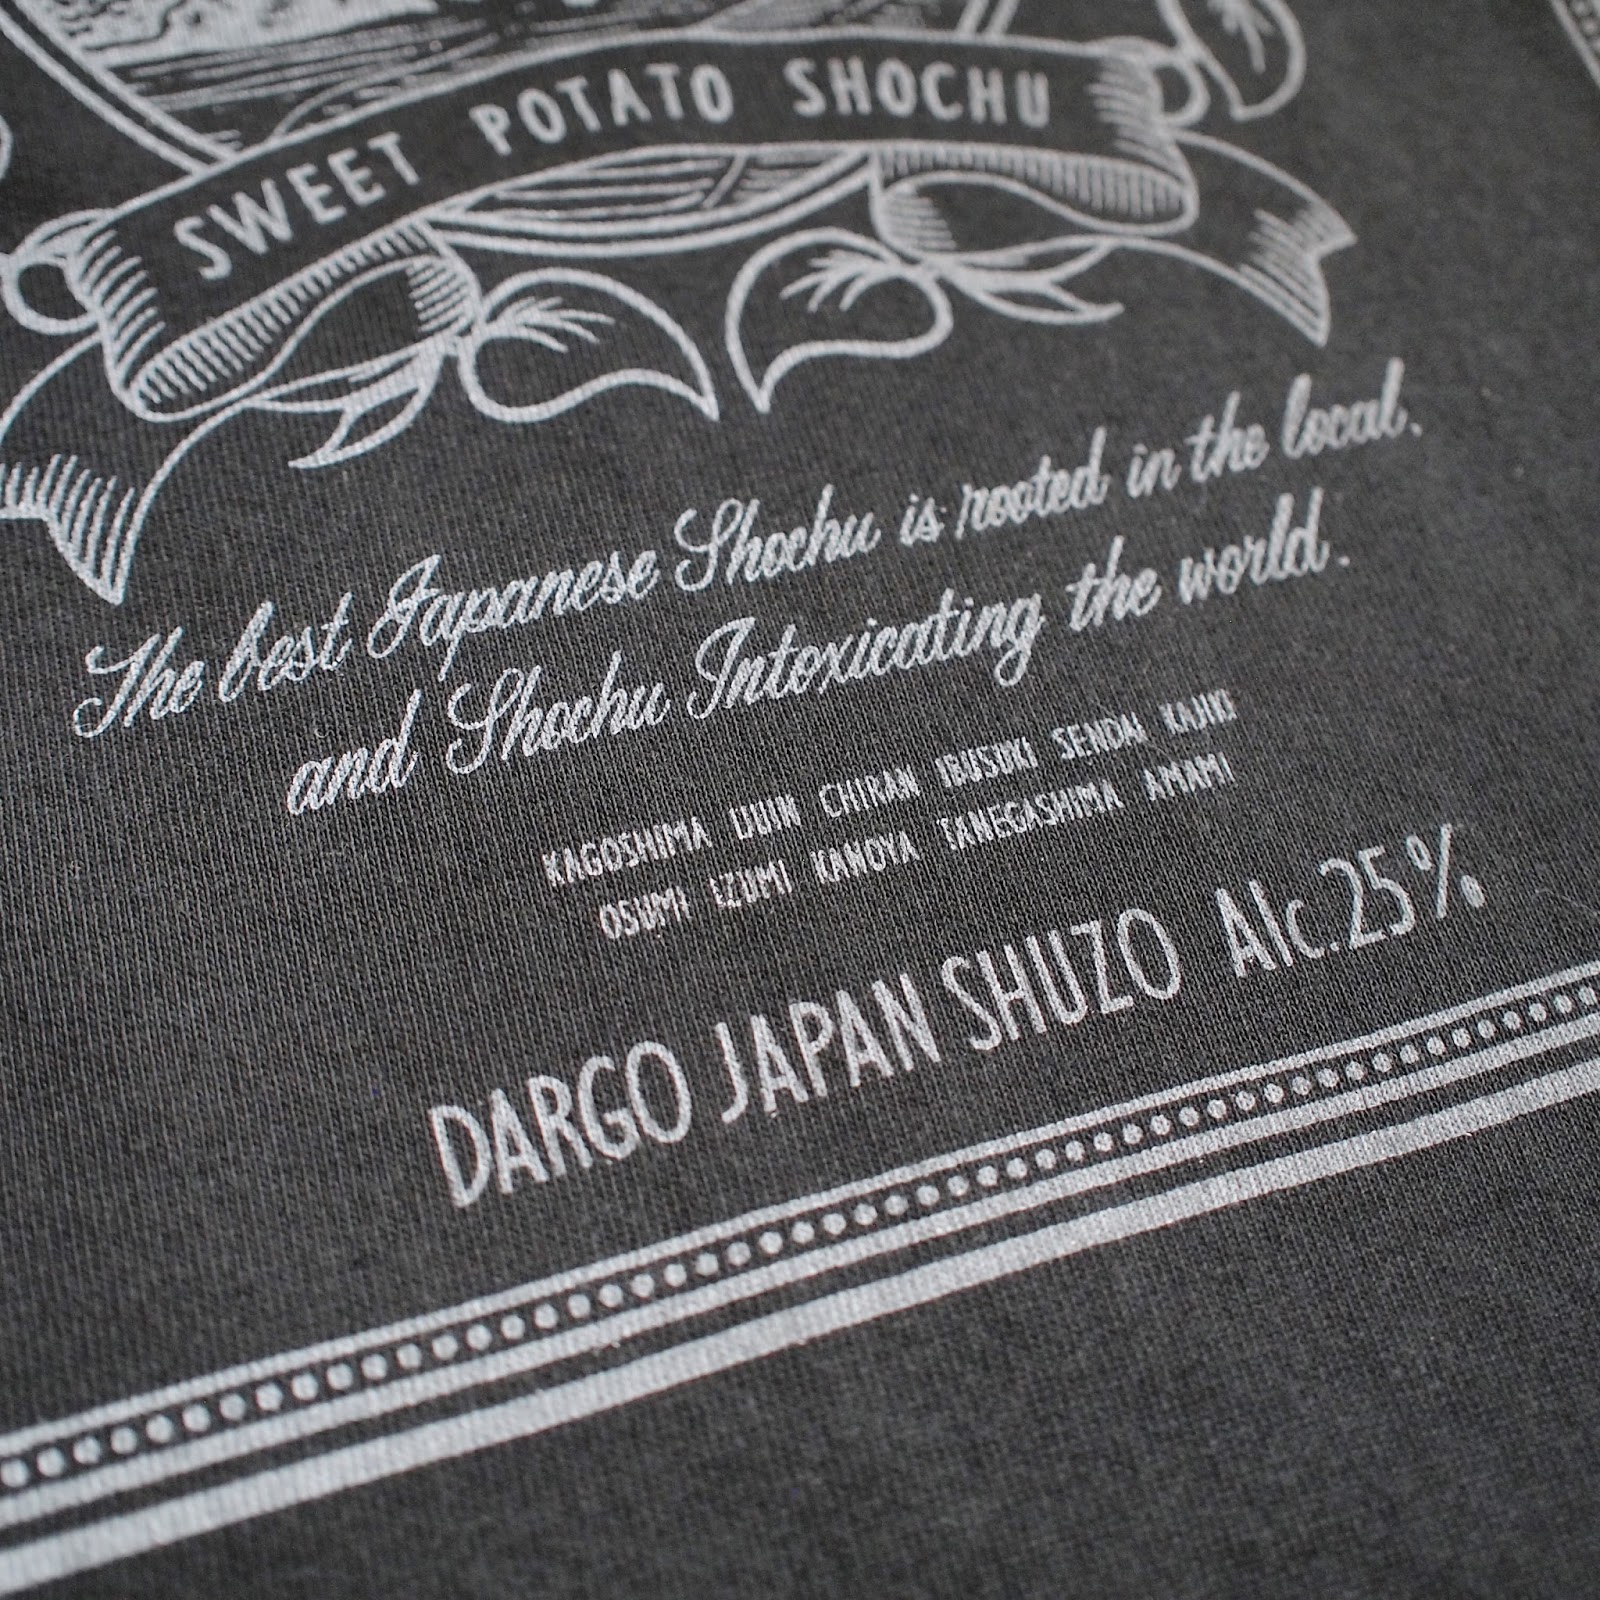 SWEET POTATO SHOCHU
The best Japanese Shochu is rooted in the local.
and Shochu Intoxicating the world.
KAGOSHIMA IJUIN CHIRAN IBUSUKI SENDAI KAJIKI
OSUMI IZUMI KANOYA TANEGASHIMA AMAMI
DARGO JAPAN SHUZO Alc.25%